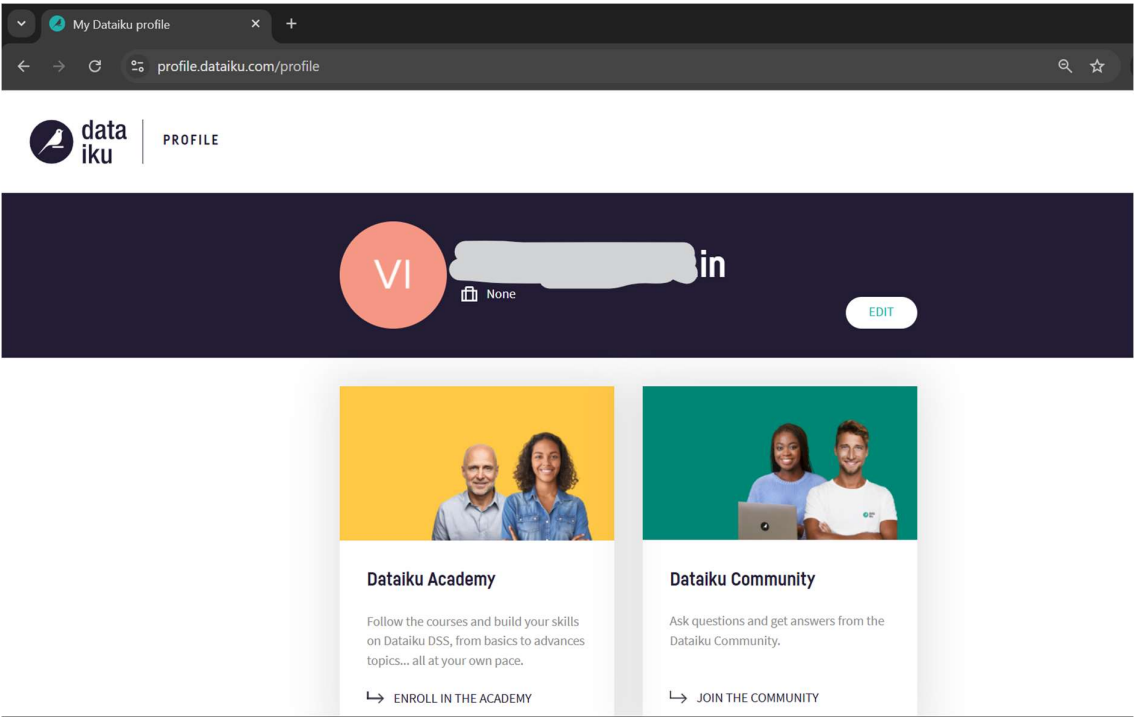 My Dataiku profile
profile.dataiku.com/profile
data
iku
PROFILE
VI
in
None
EDIT
Dataiku Academy
Follow the courses and build your skills
on Dataiku DSS, from basics to advances
topics... all at your own pace.
ENROLL IN THE ACADEMY
Dataiku Community
Ask questions and get answers from the
Dataiku Community.
JOIN THE COMMUNITY